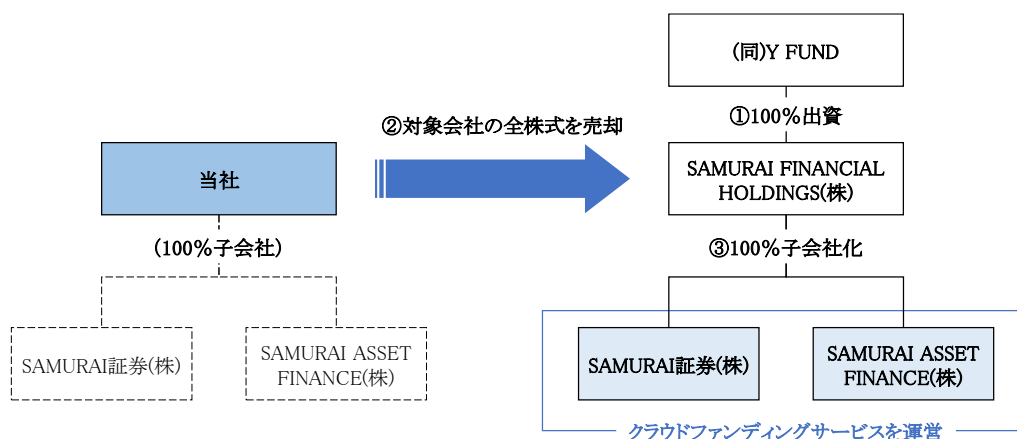 (同)Y FUND
①100%出資
②対象会社の全株式を売却
当社
SAMURAI FINANCIAL
HOLDINGS(株)
(100%子会社)
③100%子会社化
SAMURAI証券(株)
SAMURAI ASSET
FINANCE(株)
SAMURAI証券(株)
SAMURAI ASSET
FINANCE(株)
クラウドファンディングサービスを運営